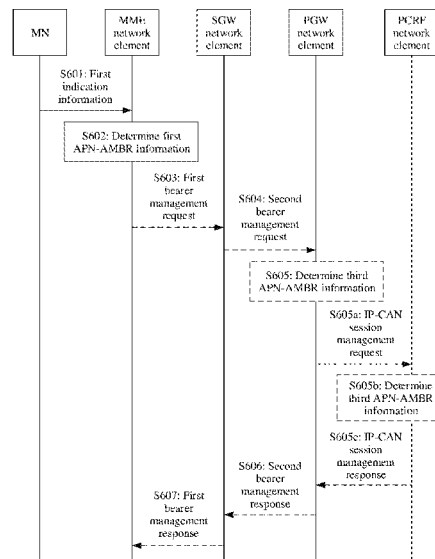 MN
MME
network
element
SGW
network
element
PGW
network
element
PCRF
network
element
S601: First
indication
information
S602: Determine first
APN-AMBR information
S603: First
bearer
management
request
S604: Second
bearer
management
request
S605: Determine third
APN-AMBR information
S605a: IP-CAN
session
management
request
S605b: Determine
third APN-AMBR
information
S605c: IP-CAN
session
management
response
S606: Second
bearer
management
response
S607: First
bearer
management
response